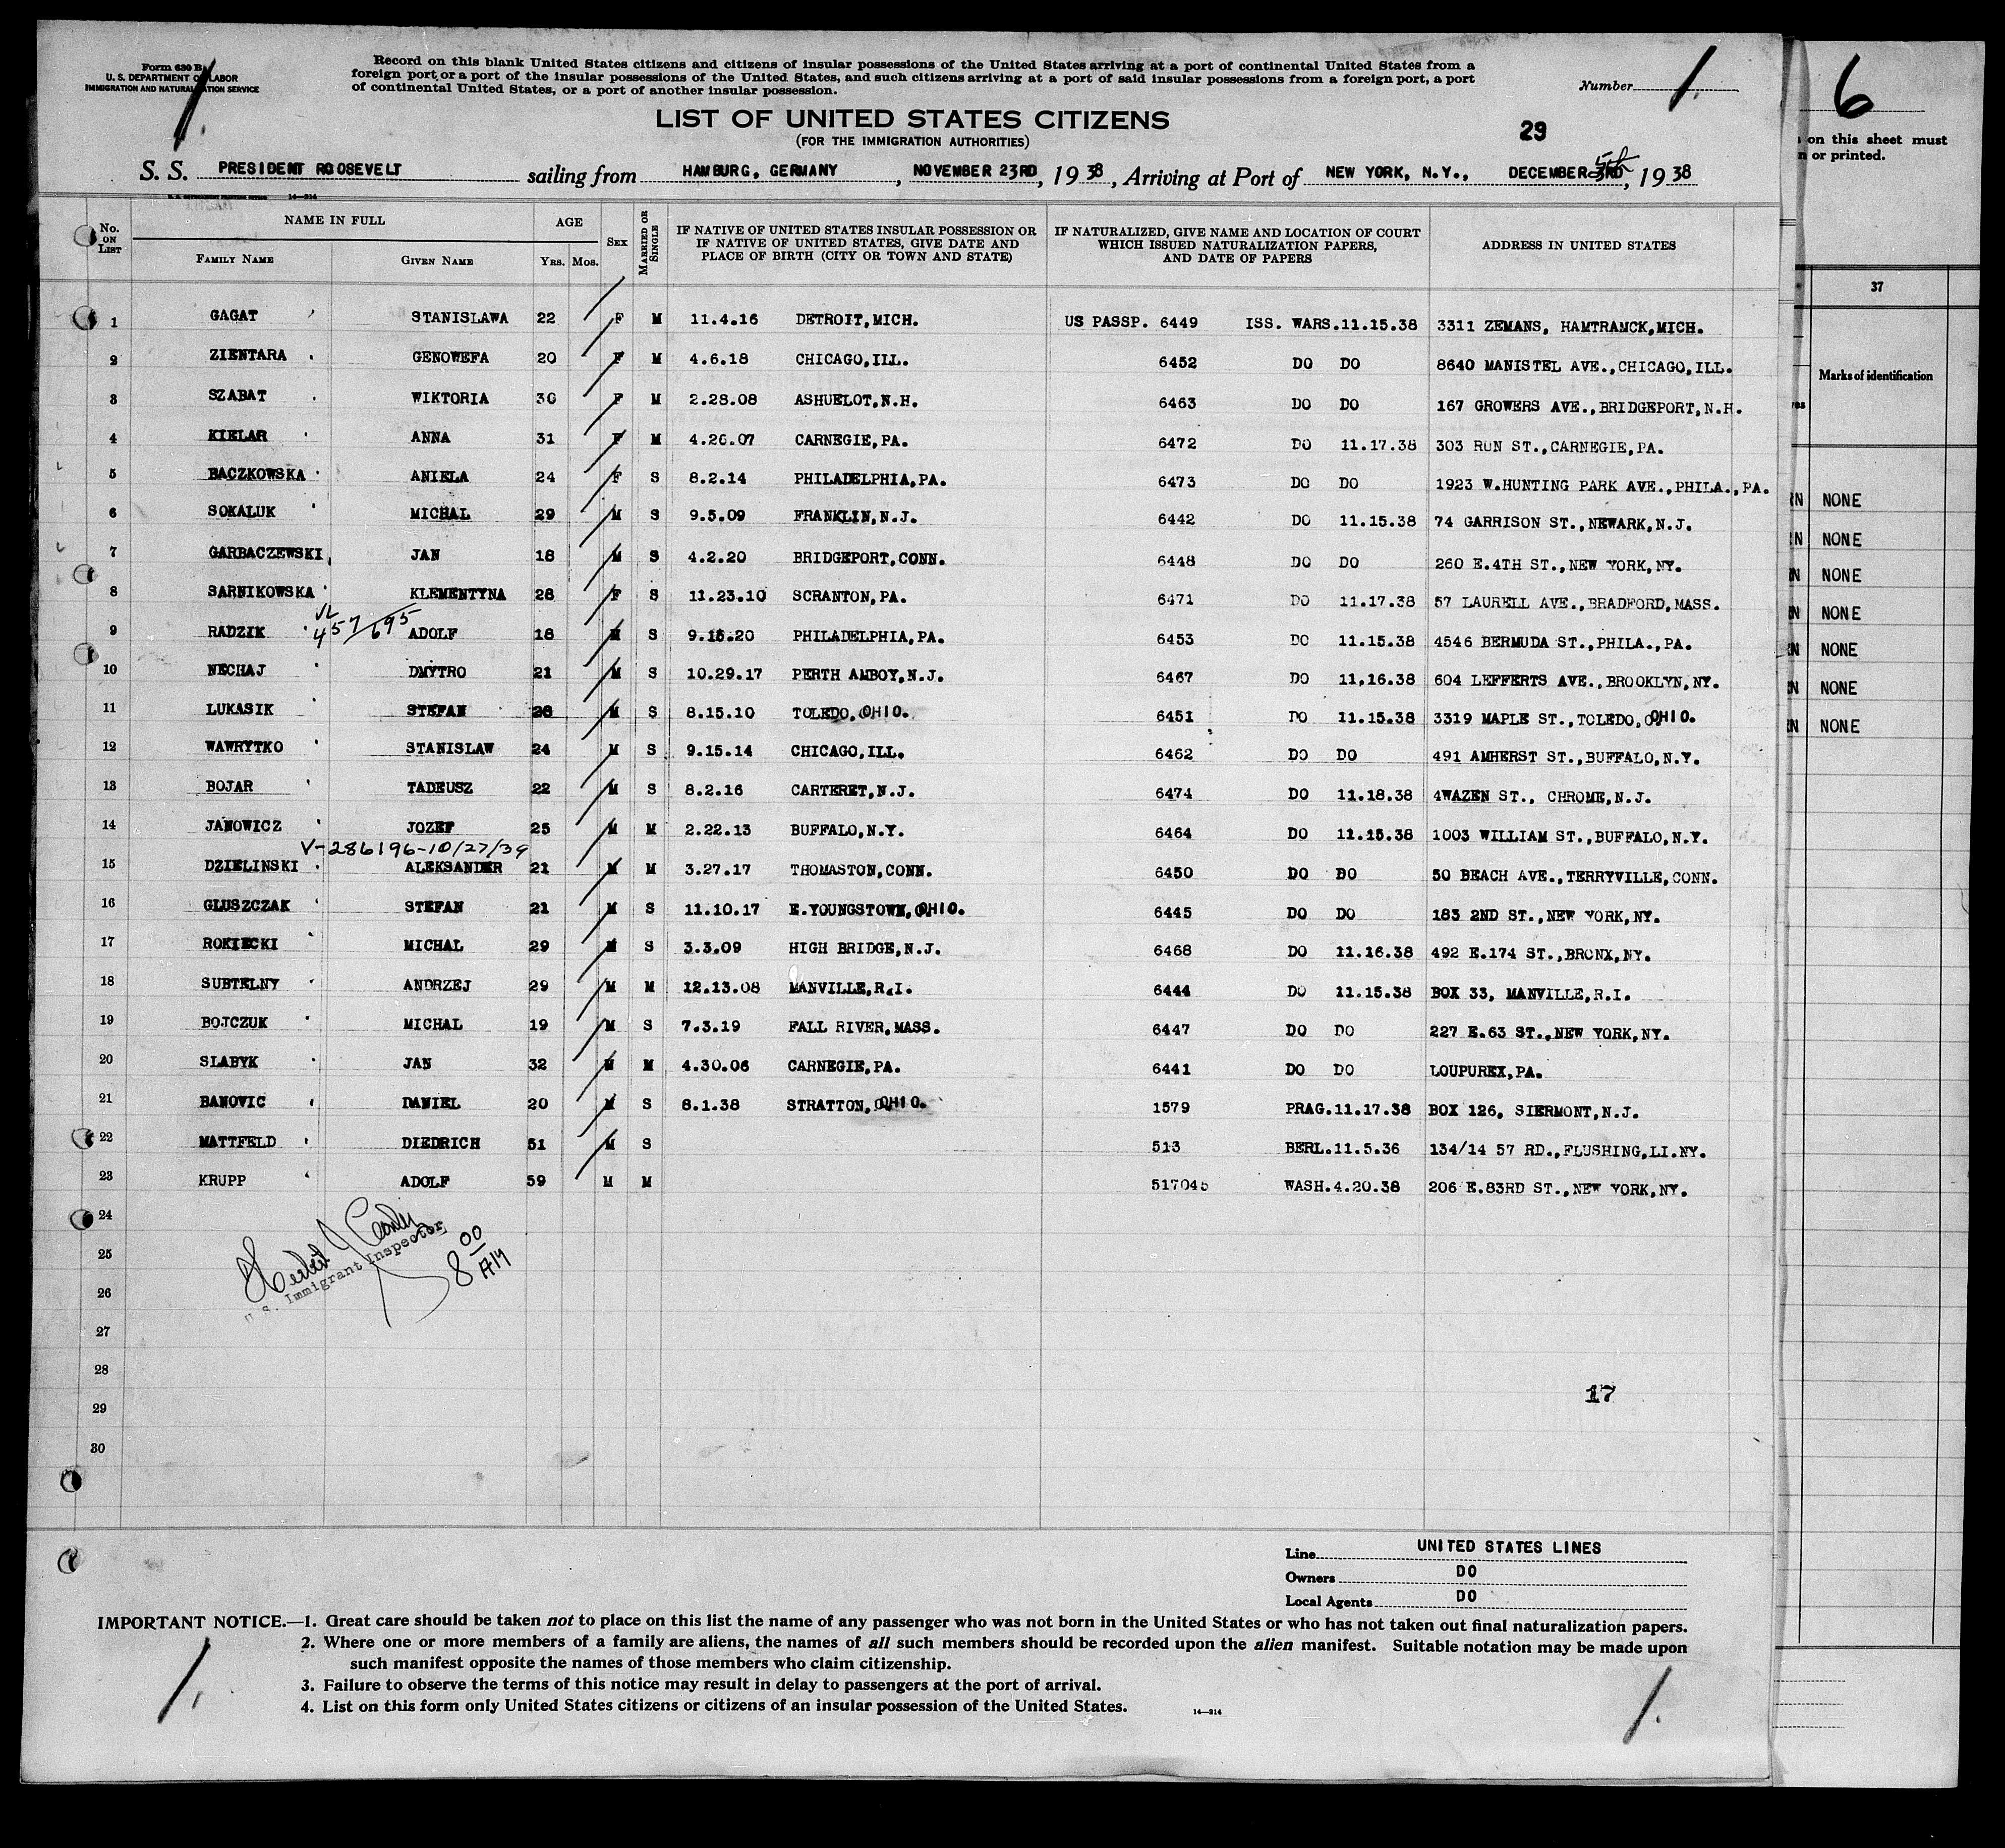 Form 630 B
U. S. DEPARTMENT OF LABOR
IMMIGRATION AND NATURALIZATION SERVICE
1.
Record on this blank United States citizens and citizens of insular possessions of the United States arriving at a port of continental United States from a
foreign port or a port of the insular possessions of the United States, and such citizens arriving at a port of said insular possessions from a foreign port, a port
of continental United States, or a port of another insular possession.
Number 1.
LIST OF UNITED STATES CITIZENS
(FOR THE IMMIGRATION AUTHORITIES)
29
S. S. PRESIDENT ROOSEVELT sailing from HAMBURG, GERMANY, NOVEMBER 23RD, 1938, Arriving at Port of NEW YORK, N.Y., DECEMBER 3RD 5th, 1938
14—214
No. ON LIST NAME IN FULL FAMILY NAME GIVEN NAME AGE YRS. MOS. SEX MARRIED OR SINGLE IF NATIVE OF UNITED STATES INSULAR POSSESSION OR IF NATIVE OF UNITED STATES, GIVE DATE AND PLACE OF BIRTH (CITY OR TOWN AND STATE) IF NATURALIZED, GIVE NAME AND LOCATION OF COURT WHICH ISSUED NATURALIZATION PAPERS, AND DATE OF PAPERS ADDRESS IN UNITED STATES
1 GAGAT STANISLAWA 22 F M 11.4.16 DETROIT, MICH. US PASSP. 6449 ISS. WARS.11.15.38 3311 ZEMANS, HAMTRAMCK,MICH.
2 ZIENTARA GENOWEFA 20 F M 4.6.18 CHICAGO,ILL. 6452 DO DO 8640 MANISTEL AVE.,CHICAGO,ILL.
3 SZABAT WIKTORIA 30 F M 2.28.08 ASHUELOT,N.H. 6463 DO DO 167 GROWERS AVE.,BRIDGEPORT,N.H.
4 KIELAR ANNA 31 F M 4.26.07 CARNEGIE,PA. 6472 DO 11.17.38 303 RUN ST.,CARNEGIE,PA.
5 BACZKOWSKA ANIELA 24 F S 8.2.14 PHILADELPHIA,PA. 6473 DO DO 1923 W.HUNTING PARK AVE.,PHILA.,PA.
6 SOKALUK MICHAL 29 M S 9.5.09 FRANKLIN,N.J. 6442 DO 11.15.38 74 GARRISON ST.,NEWARK,N.J.
7 GARBACZEWSKI, JAN 18 M S 4.2.20 BRIDGEPORT,CONN. 6448 DO DO 260 E.4TH ST.,NEW YORK,NY.
8 SARNIKOWSKA KLEMENTYNA 28 F S 11.23.10 SCRANTON,PA. 6471 DO 11.17.38 57 LAURELL AVE.,BRADFORD,MASS.
457/695
9 RADZIK ADOLF 18 M S 9.16.20 PHILADELPHIA,PA. 6453 DO 11.15.38 4546 BERMUDA ST.,PHILA.,PA.
10 NECHAJ DMYTRO 21 M S 10.29.17 PERTH AMBOY,N.J. 6467 DO 11.16.38 604 LEFFERTS AVE.,BROOKLYN,NY.
11 LUKASIK STEFAN 28 M S 8.15.10 TOLEDO,OHIO. 6451 DO 11.15.38 3319 MAPLE ST.,TOLEDO,OHIO.
12 WAWRYTKO STANISLAW 24 M S 9.15.14 CHICAGO,ILL. 6462 DO DO 491 AMHERST ST.,BUFFALO,N.Y.
13 BOJAR TADEUSZ 22 M S 8.2.16 CARTERET,N.J. 6474 DO 11.18.38 4WAZEN ST., CHROME,N.J.
14 JANOWICZ JOZEF 25 M M 2.22.13 BUFFALO,N.Y. 6464 DO 11.15.38 1003 WILLIAM ST.,BUFFALO,N.Y.
V-286196-10/27/39
15 DZIELINSKI ALEKSANDER 21 M M 3.27.17 THOMASTON,CONN. 6450 DO DO 50 BEACH AVE.,TERRYVILLE,CONN.
16 GLUSZCZAK STEFAN 21 M S 11.10.17 E.YOUNGSTOWN,OHIO. 6445 DO DO 183 2ND ST.,NEW YORK,NY.
17 ROKIECKI MICHAL 29 M S 3.3.09 HIGH BRIDGE,N.J. 6468 DO 11.16.38 492 E.174 ST.,BRONX,NY.
18 SUBTELNY ANDRZEJ 29 M M 12.13.08 MANVILLE,R.I. 6444 DO 11.15.38 BOX 33, MANVILLE,R.I.
19 BOJCZUK MICHAL 19 M S 7.3.19 FALL RIVER,MASS. 6447 DO DO 227 E.63 ST.,NEW YORK,NY.
20 SLABYK JAN 32 M M 4.30.06 CARNEGIE,PA. 6441 DO DO LOUPUREX,PA.
21 BANOVIC DANIEL 20 M S 8.1.38 STRATTON,OHIO. 1579 PRAG.11.17.38 BOX 126, SIERMONT,N.J.
22 MATTFELD DIEDRICH 51 M S 513 BERL.11.5.36 134/14 57 RD.,FLUSHING,LI.NY.
23 KRUPP ADOLF 59 M M 517045 WASH.4.20.38 206 E.83RD ST.,NEW YORK,NY.
24
U. S. Immigrant Inspector
8 00 AM
25
26
27
28
17
29
30
Line UNITED STATES LINES
Owners DO
Local Agents DO
IMPORTANT NOTICE.—1. Great care should be taken not to place on this list the name of any passenger who was not born in the United States or who has not taken out final naturalization papers.
2. Where one or more members of a family are aliens, the names of all such members should be recorded upon the alien manifest. Suitable notation may be made upon
such manifest opposite the names of those members who claim citizenship.
3. Failure to observe the terms of this notice may result in delay to passengers at the port of arrival.
4. List on this form only United States citizens or citizens of an insular possession of the United States.
14—214
1.
1.
6
on this sheet must
or printed.
37
Marks of identification
NONE
NONE
NONE
NONE
NONE
NONE
NONE